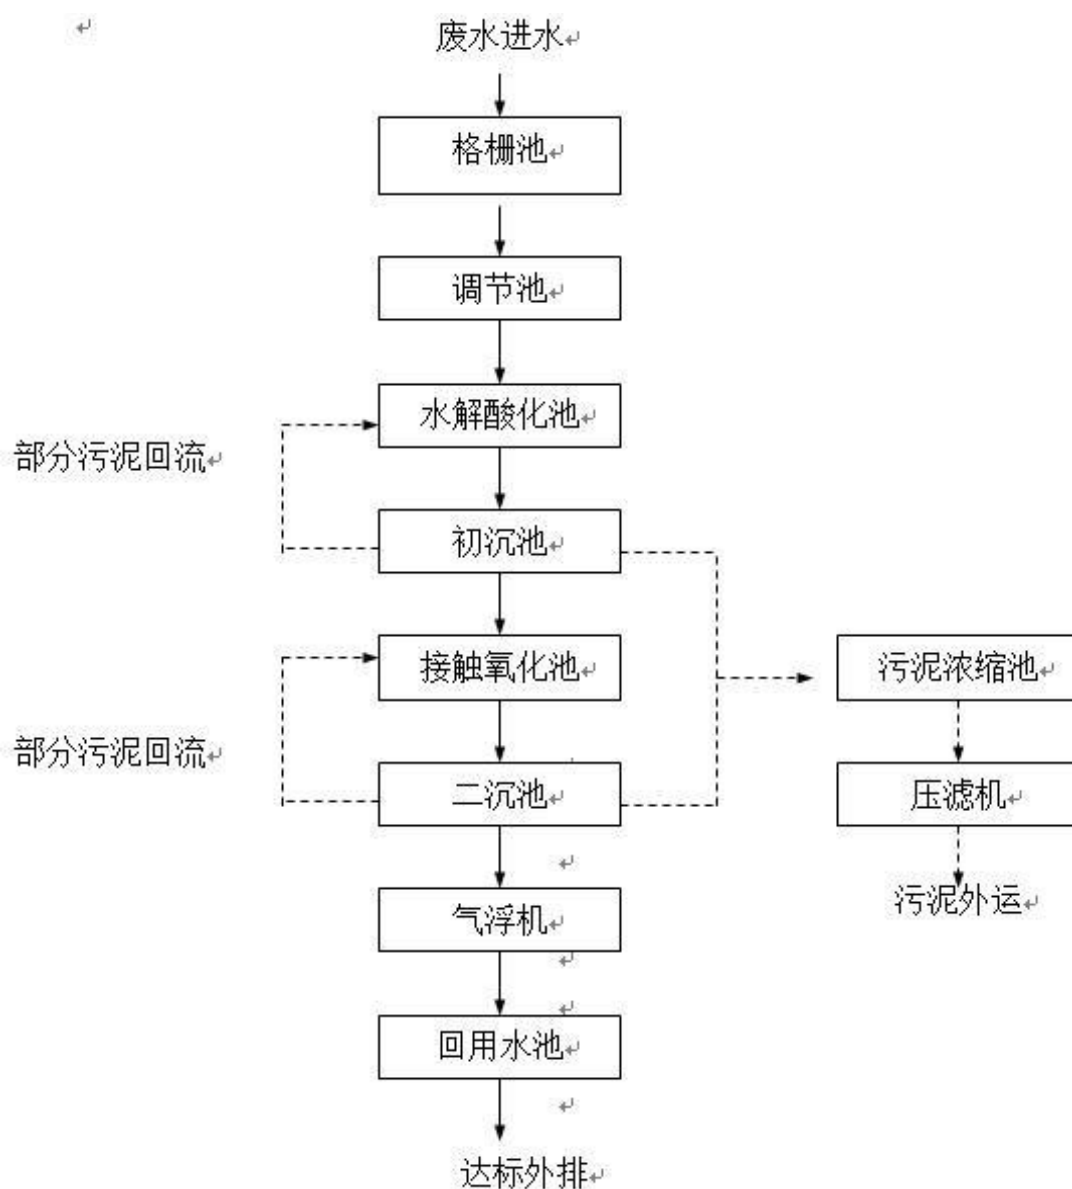 废水进水
格栅池
调节池
水解酸化池
部分污泥回流
初沉池
接触氧化池
污泥浓缩池
部分污泥回流
二沉池
压滤机
气浮机
污泥外运
回用水池
达标外排